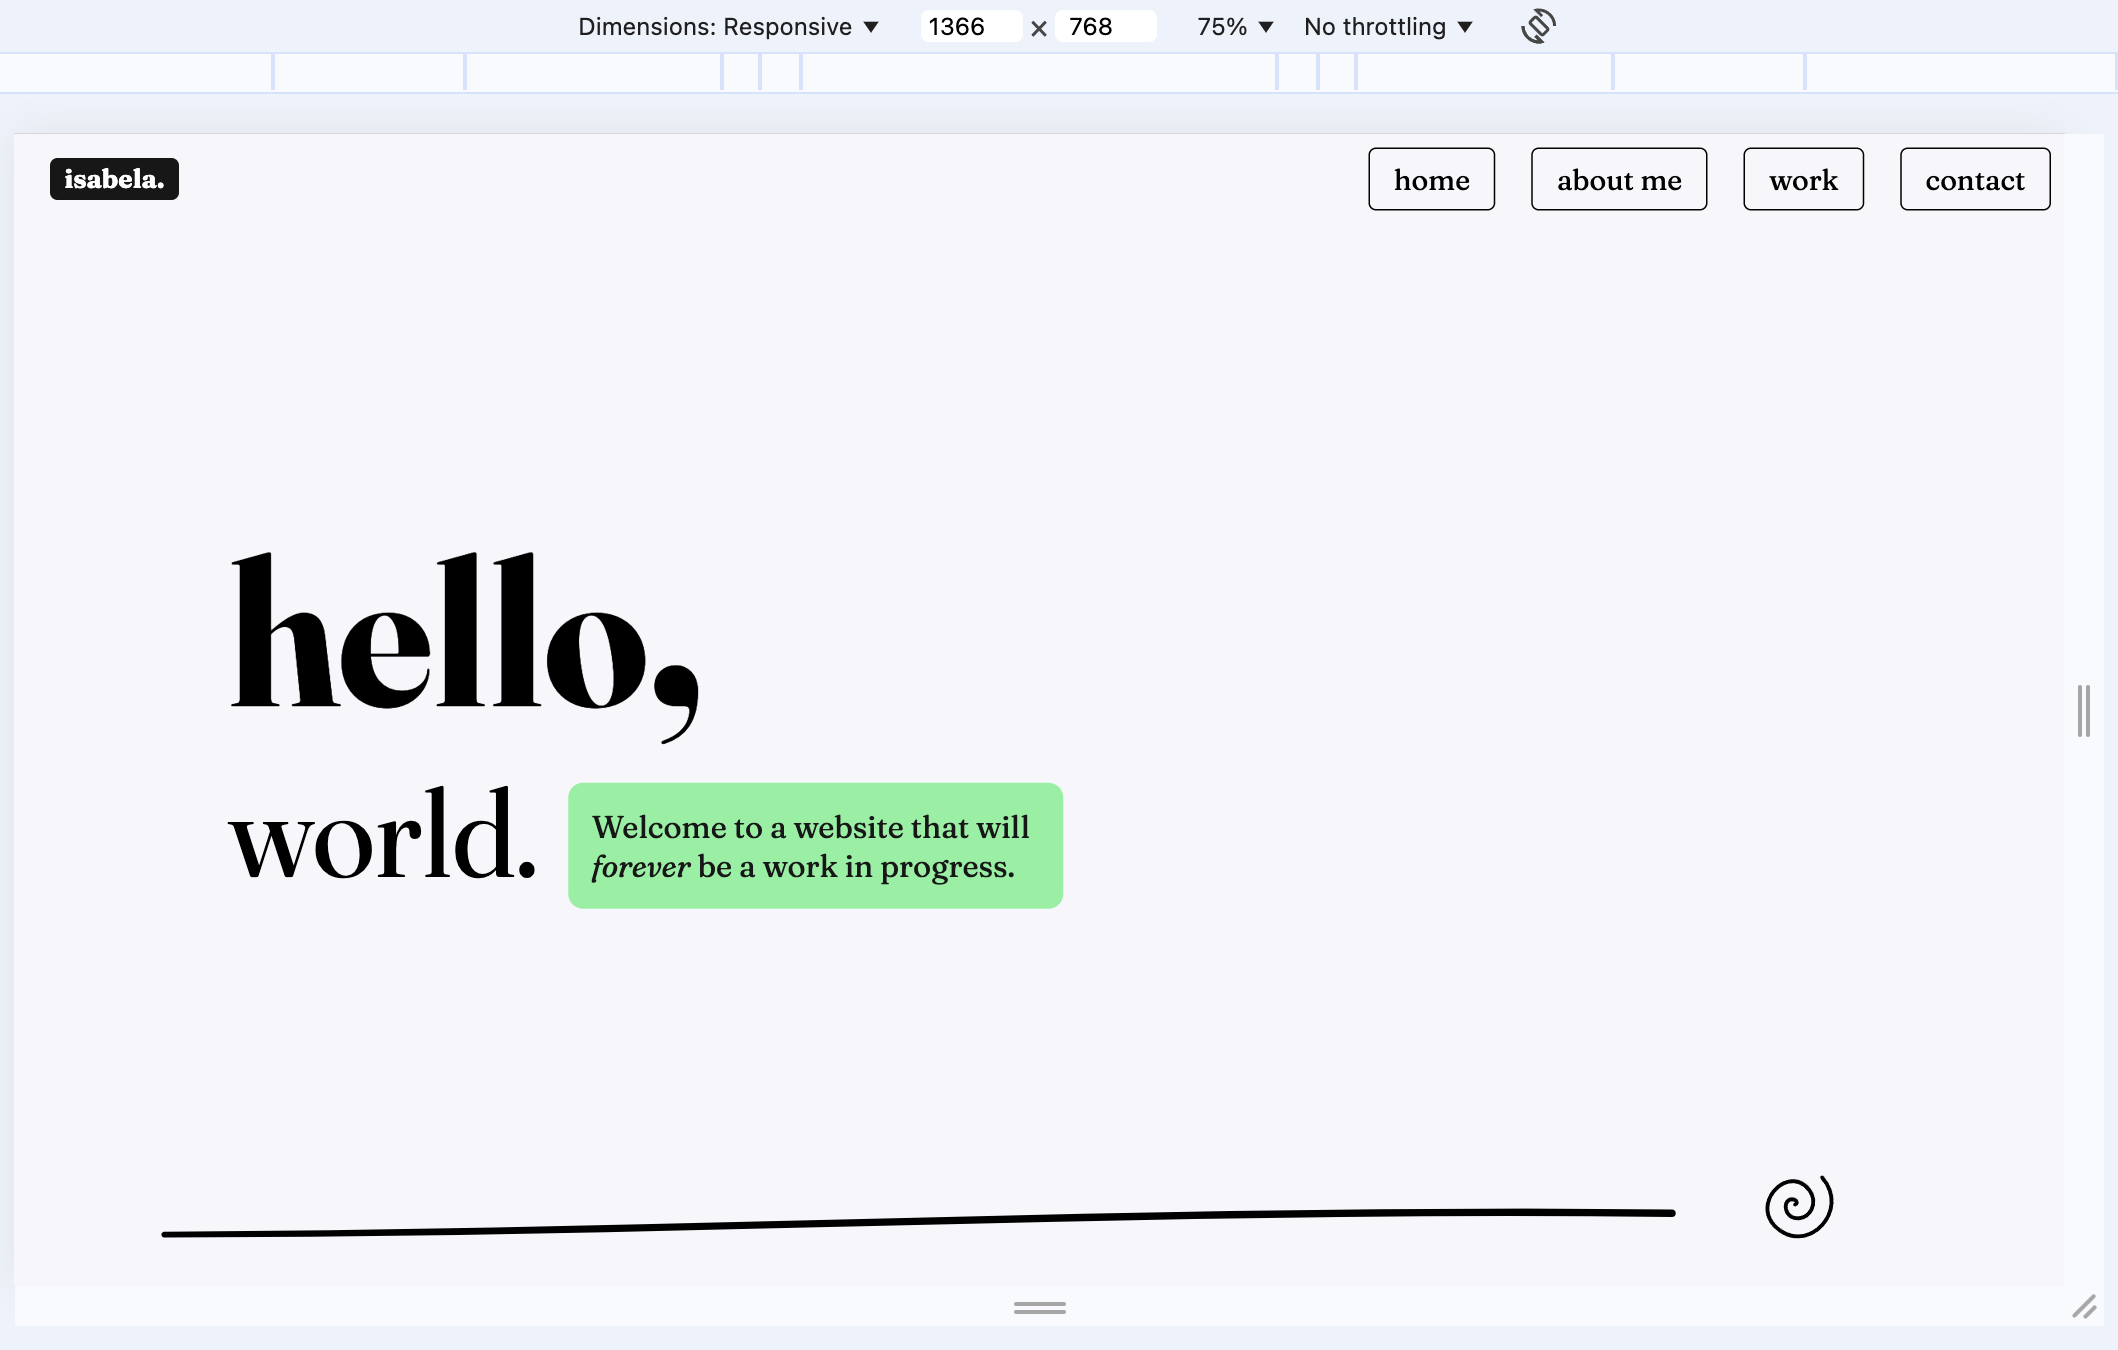 Dimensions: Responsive ▼ 1366 × 768 75% ▼ No throttling ▼
isabela. home about me work contact
hello,
world.
Welcome to a website that will
forever be a work in progress.